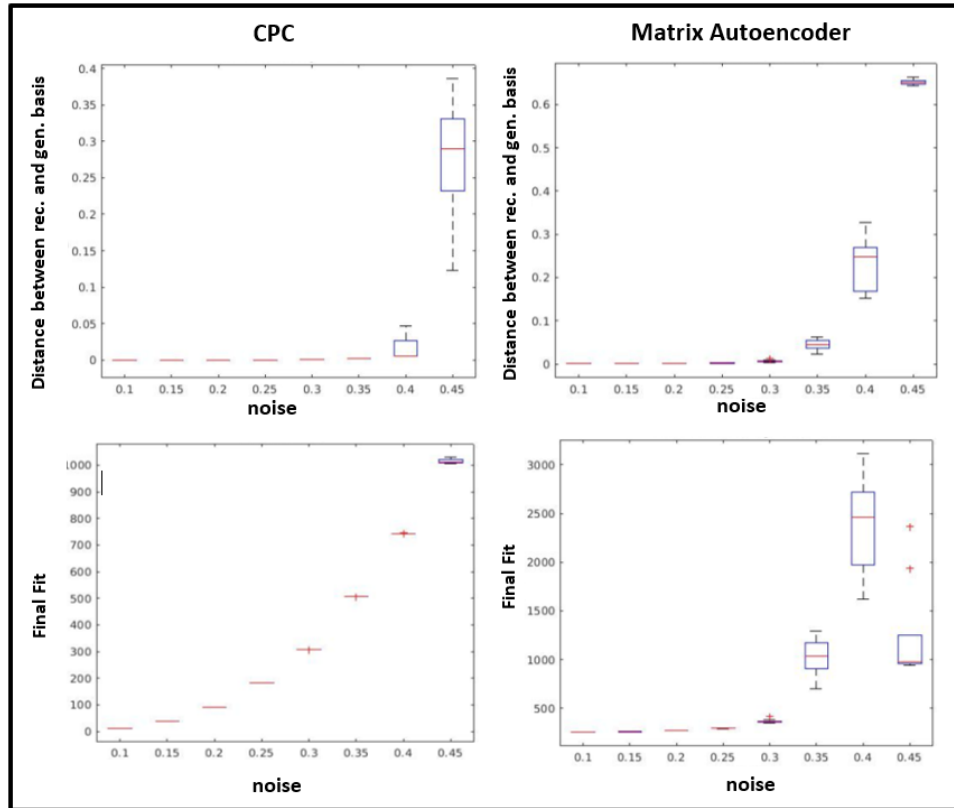 CPC
Matrix Autoencoder
Distance between rec. and gen. basis
0.4
0.35
0.3
0.25
0.2
0.15
0.1
0.05
0
0.1 0.15 0.2 0.25 0.3 0.35 0.4 0.45
noise
Distance between rec. and gen. basis
0.6
0.5
0.4
0.3
0.2
0.1
0
0.1 0.15 0.2 0.25 0.3 0.35 0.4 0.45
noise
Final Fit
1000
900
800
700
600
500
400
300
200
100
0
0.1 0.15 0.2 0.25 0.3 0.35 0.4 0.45
noise
Final Fit
3000
2500
2000
1500
1000
500
0.1 0.15 0.2 0.25 0.3 0.35 0.4 0.45
noise